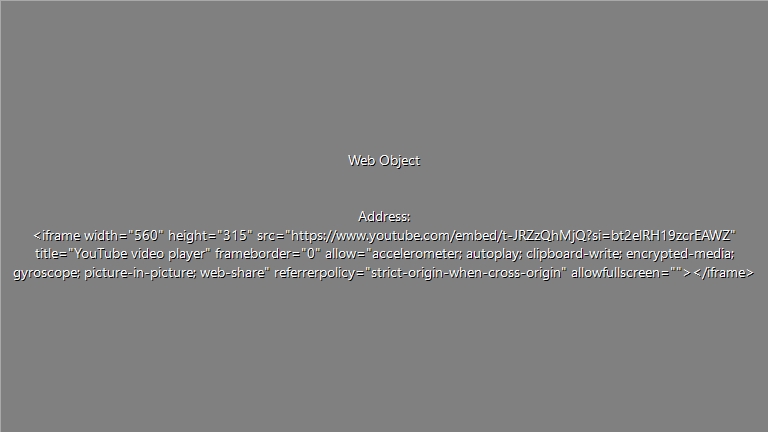 Web Object
Address:
<iframe width="560" height="315" src="https://www.youtube.com/embed/t-JRZzQhMjQ?si=bt2elRH19zcrEAWZ"
title="YouTube video player" frameborder="0" allow="accelerometer; autoplay; clipboard-write; encrypted-media;
gyroscope; picture-in-picture; web-share" referrerpolicy="strict-origin-when-cross-origin" allowfullscreen=""></iframe>